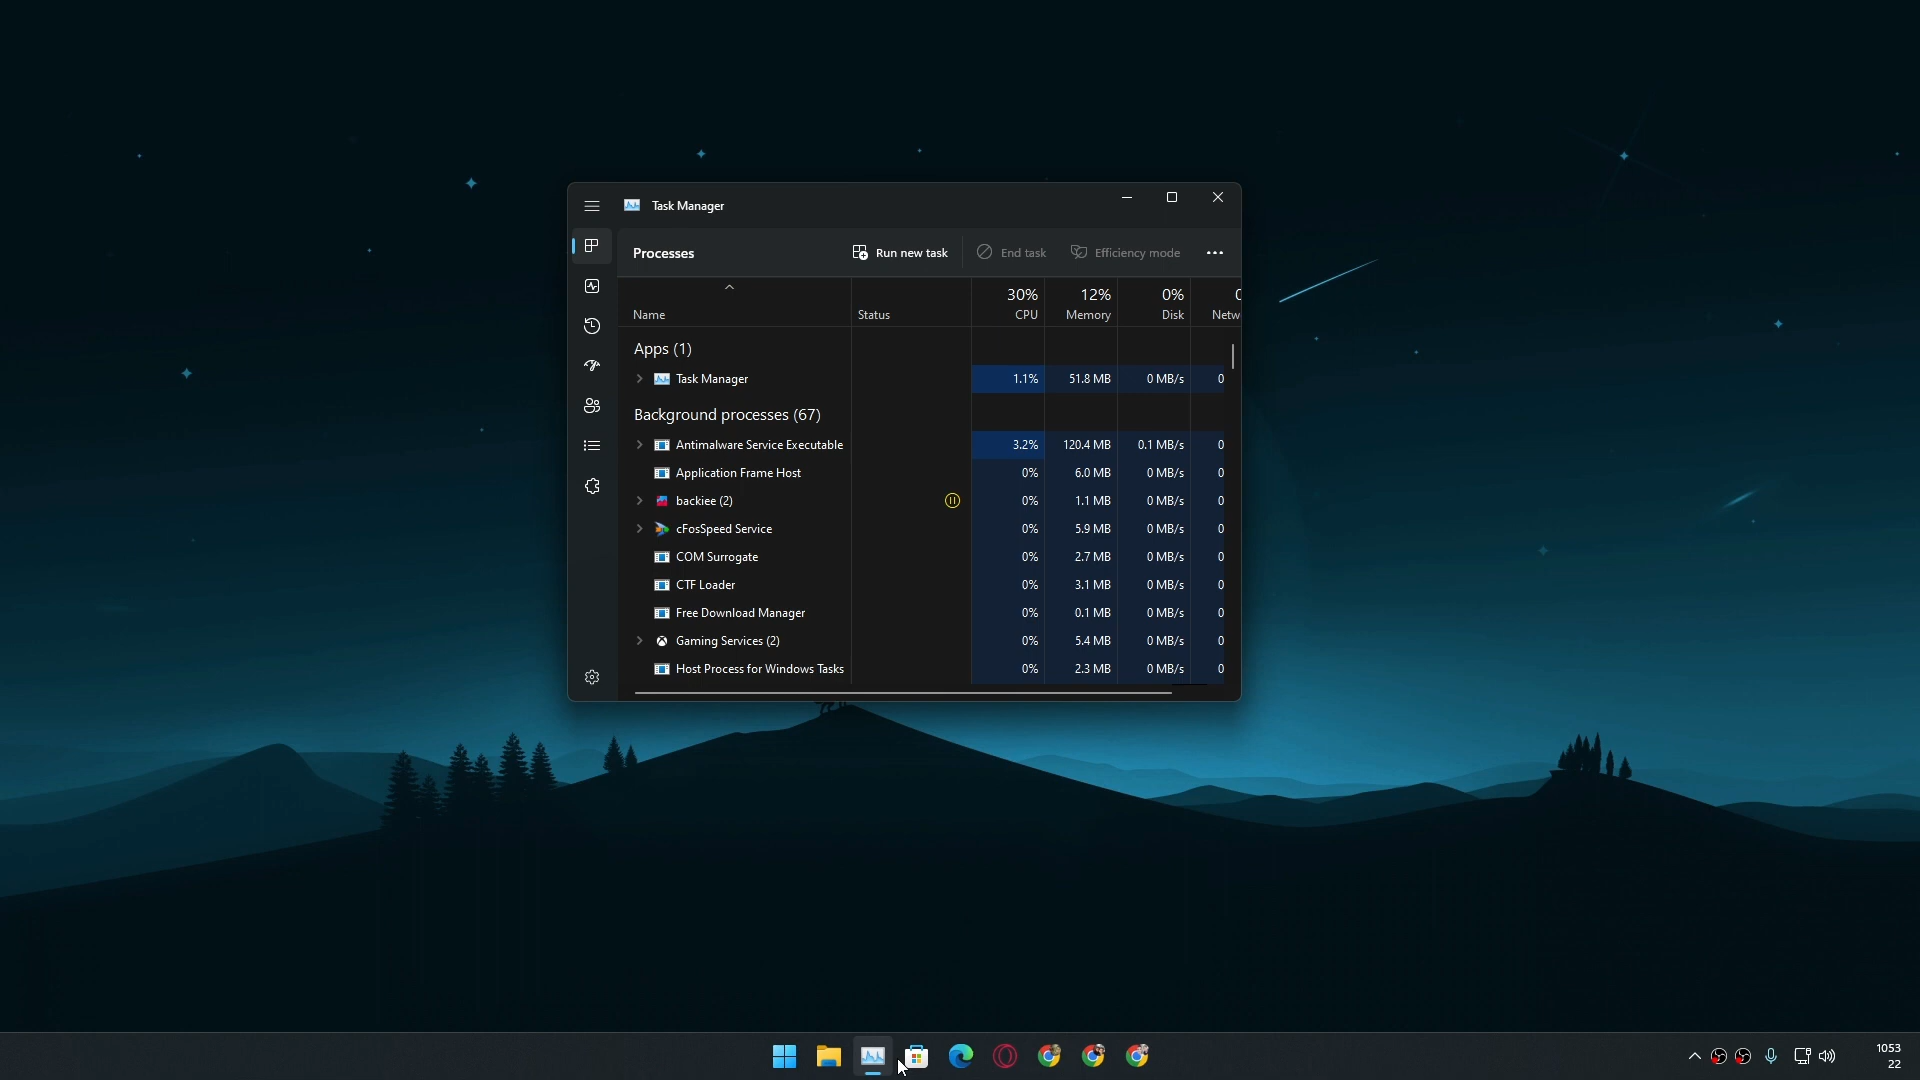 Task Manager
Processes
Run new task
End task
Efficiency mode
30% 12% 0%
Name Status CPU Memory Disk Netw
Apps (1)
Task Manager 1.1% 51.8 MB 0 MB/s 0
Background processes (67)
Antimalware Service Executable 3.2% 120.4 MB 0.1 MB/s 0
Application Frame Host 0% 6.0 MB 0 MB/s 0
backiee (2) 0% 1.1 MB 0 MB/s 0
cFosSpeed Service 0% 5.9 MB 0 MB/s 0
COM Surrogate 0% 2.7 MB 0 MB/s 0
CTF Loader 0% 3.1 MB 0 MB/s 0
Free Download Manager 0% 0.1 MB 0 MB/s 0
Gaming Services (2) 0% 5.4 MB 0 MB/s 0
Host Process for Windows Tasks 0% 2.3 MB 0 MB/s 0
1053
22